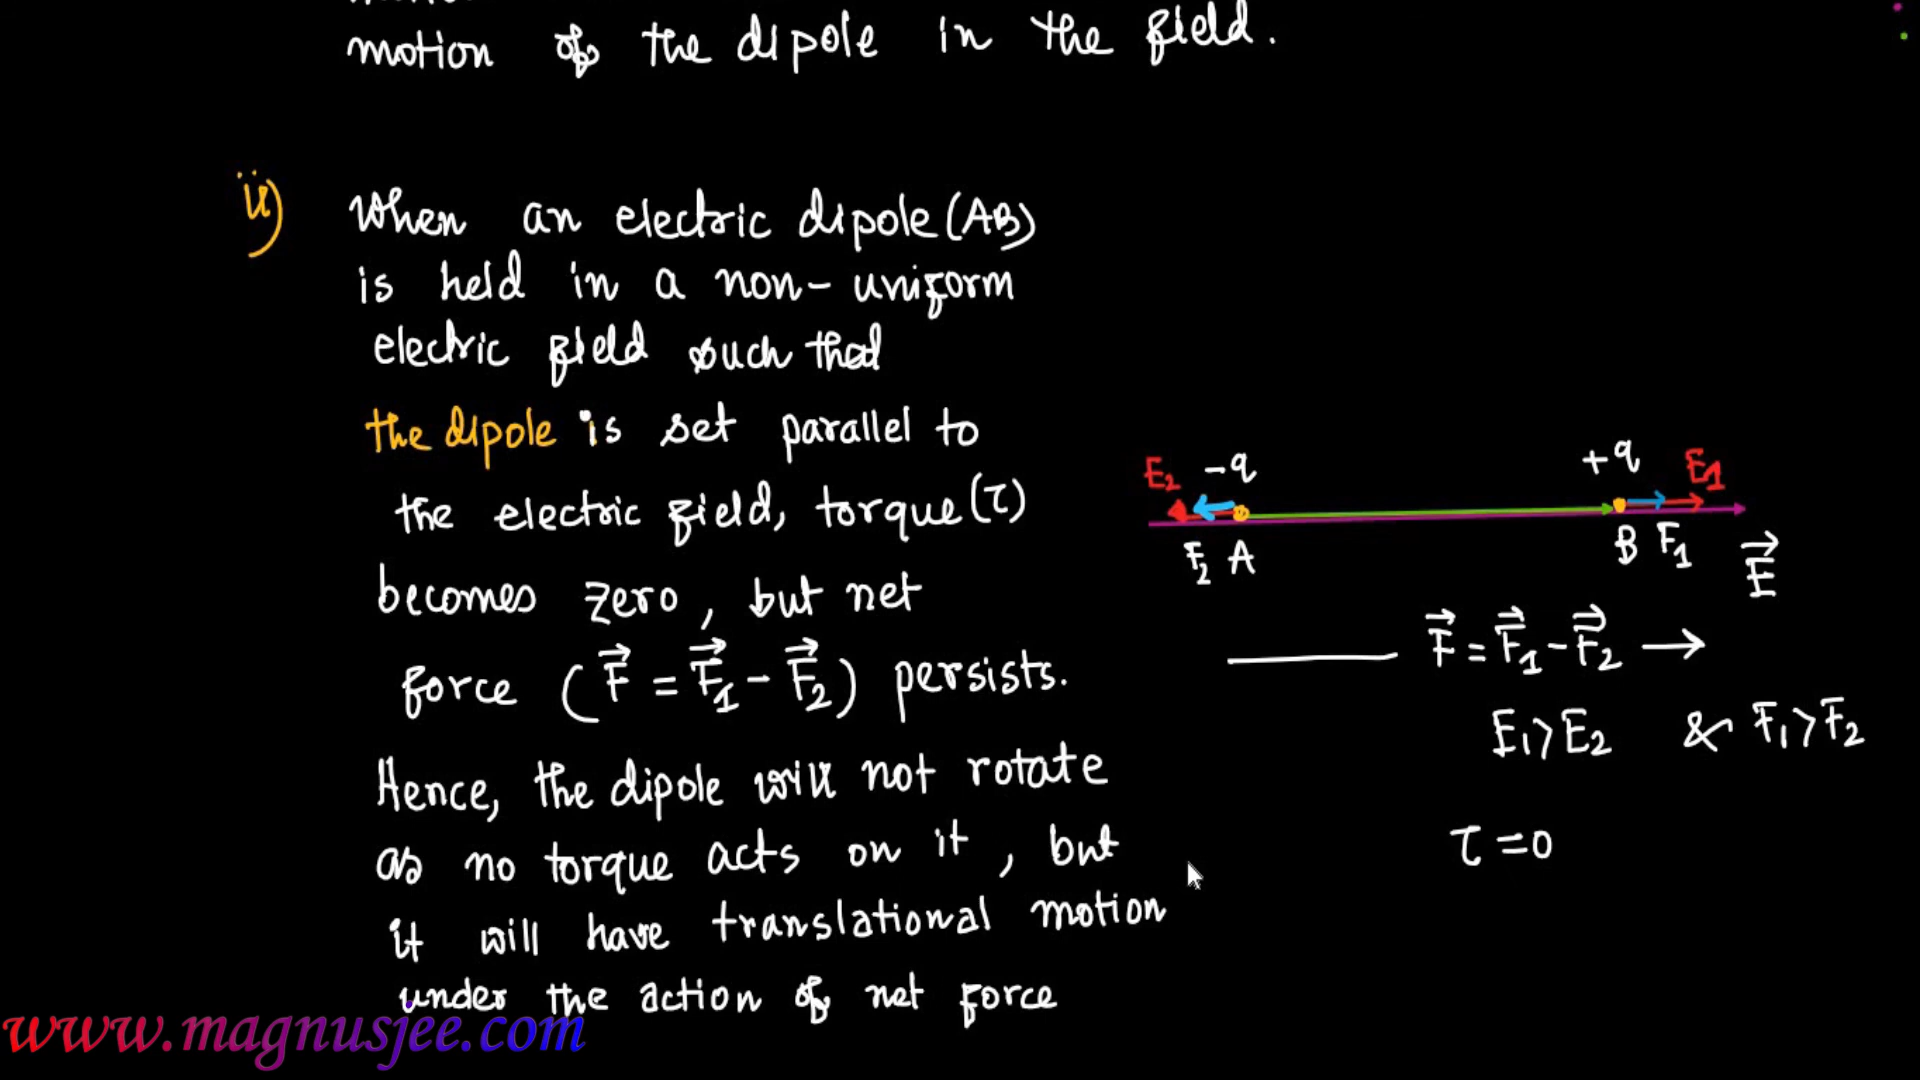 motion of the dipole in the field.
ii) When an electric dipole (AB)
is held in a non-uniform
electric field such that
the dipole is set parallel to
the electric field, torque (τ)
becomes zero, but net
force (F⃗ = F⃗₁ - F⃗₂) persists.
Hence, the dipole will not rotate
as no torque acts on it, but
it will have translational motion
under the action of net force
E₂ -q +q E₁
F₂ A B F₁ E⃗
F⃗ = F⃗₁ - F⃗₂ →
E₁>E₂ & F₁>F₂
τ = 0
www.magnusjee.com